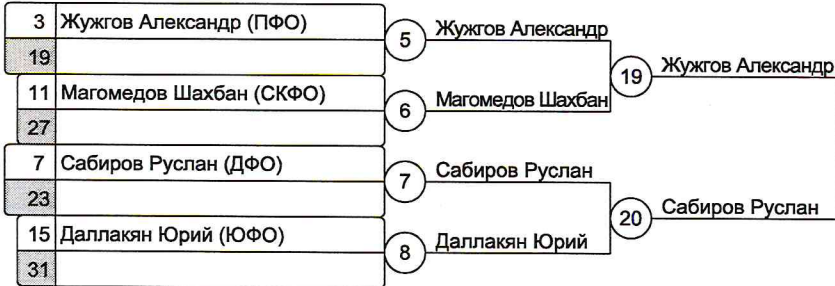 3 Жужгов Александр (ПФО)
19
5
Жужгов Александр
11 Магомедов Шахбан (СКФО)
27
6
Магомедов Шахбан
19
Жужгов Александр
7 Сабиров Руслан (ДФО)
23
7
Сабиров Руслан
15 Даллакян Юрий (ЮФО)
31
8
Даллакян Юрий
20
Сабиров Руслан